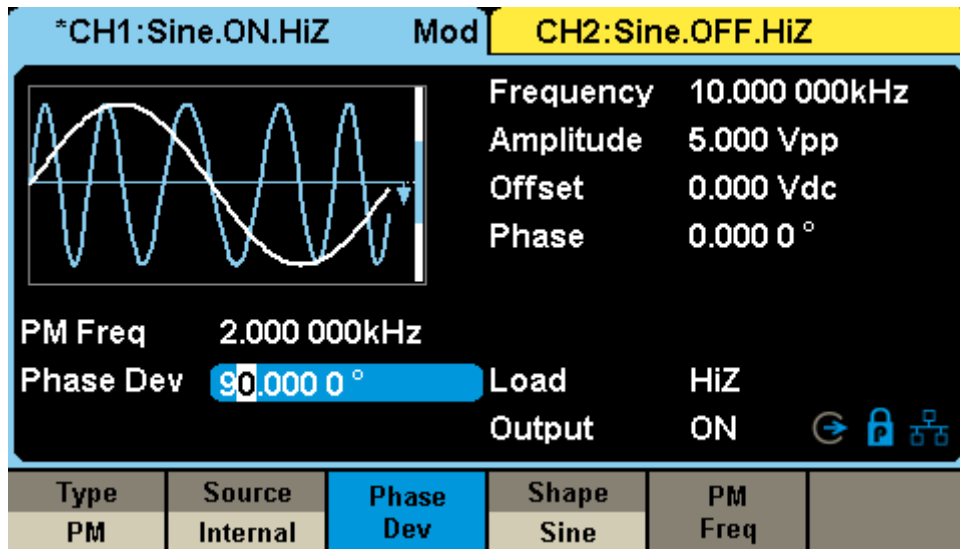 *CH1:Sine.ON.HiZ Mod CH2:Sine.OFF.HiZ
Frequency 10.000 000kHz
Amplitude 5.000 Vpp
Offset 0.000 Vdc
Phase 0.000 0 °
PM Freq 2.000 000kHz
Phase Dev 90.000 0 ° Load HiZ
Output ON P
Type Source Phase Dev Shape PM Freq
PM Internal Sine